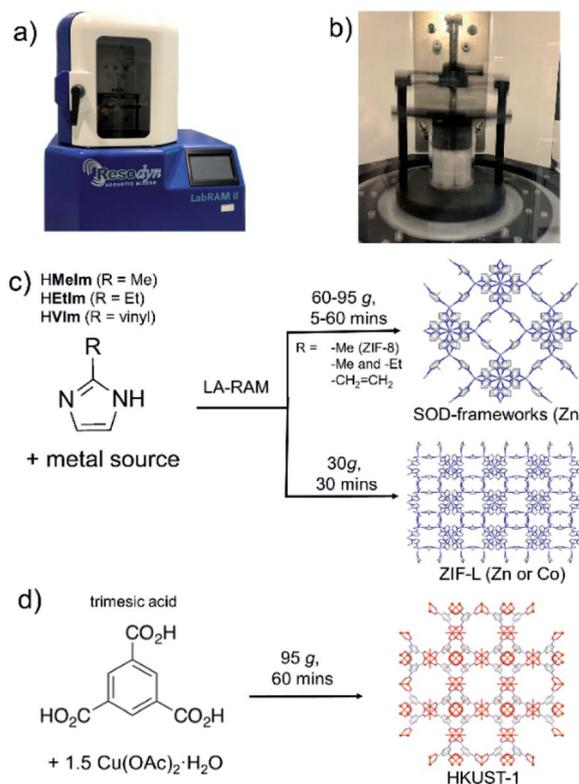 a)
b)
Resodyn
ACOUSTIC MIXERS
LabRAM II
c)
HMeIm (R = Me)
HEtIm (R = Et)
HVIm (R = vinyl)
R
N
NH
+ metal source
LA-RAM
60-95 g,
5-60 mins
R = -Me (ZIF-8)
-Me and -Et
-CH₂=CH₂
SOD-frameworks (Zn
30g,
30 mins
ZIF-L (Zn or Co)
d)
trimesic acid
CO₂H
HO₂C
CO₂H
+ 1.5 Cu(OAc)₂·H₂O
95 g,
60 mins
HKUST-1